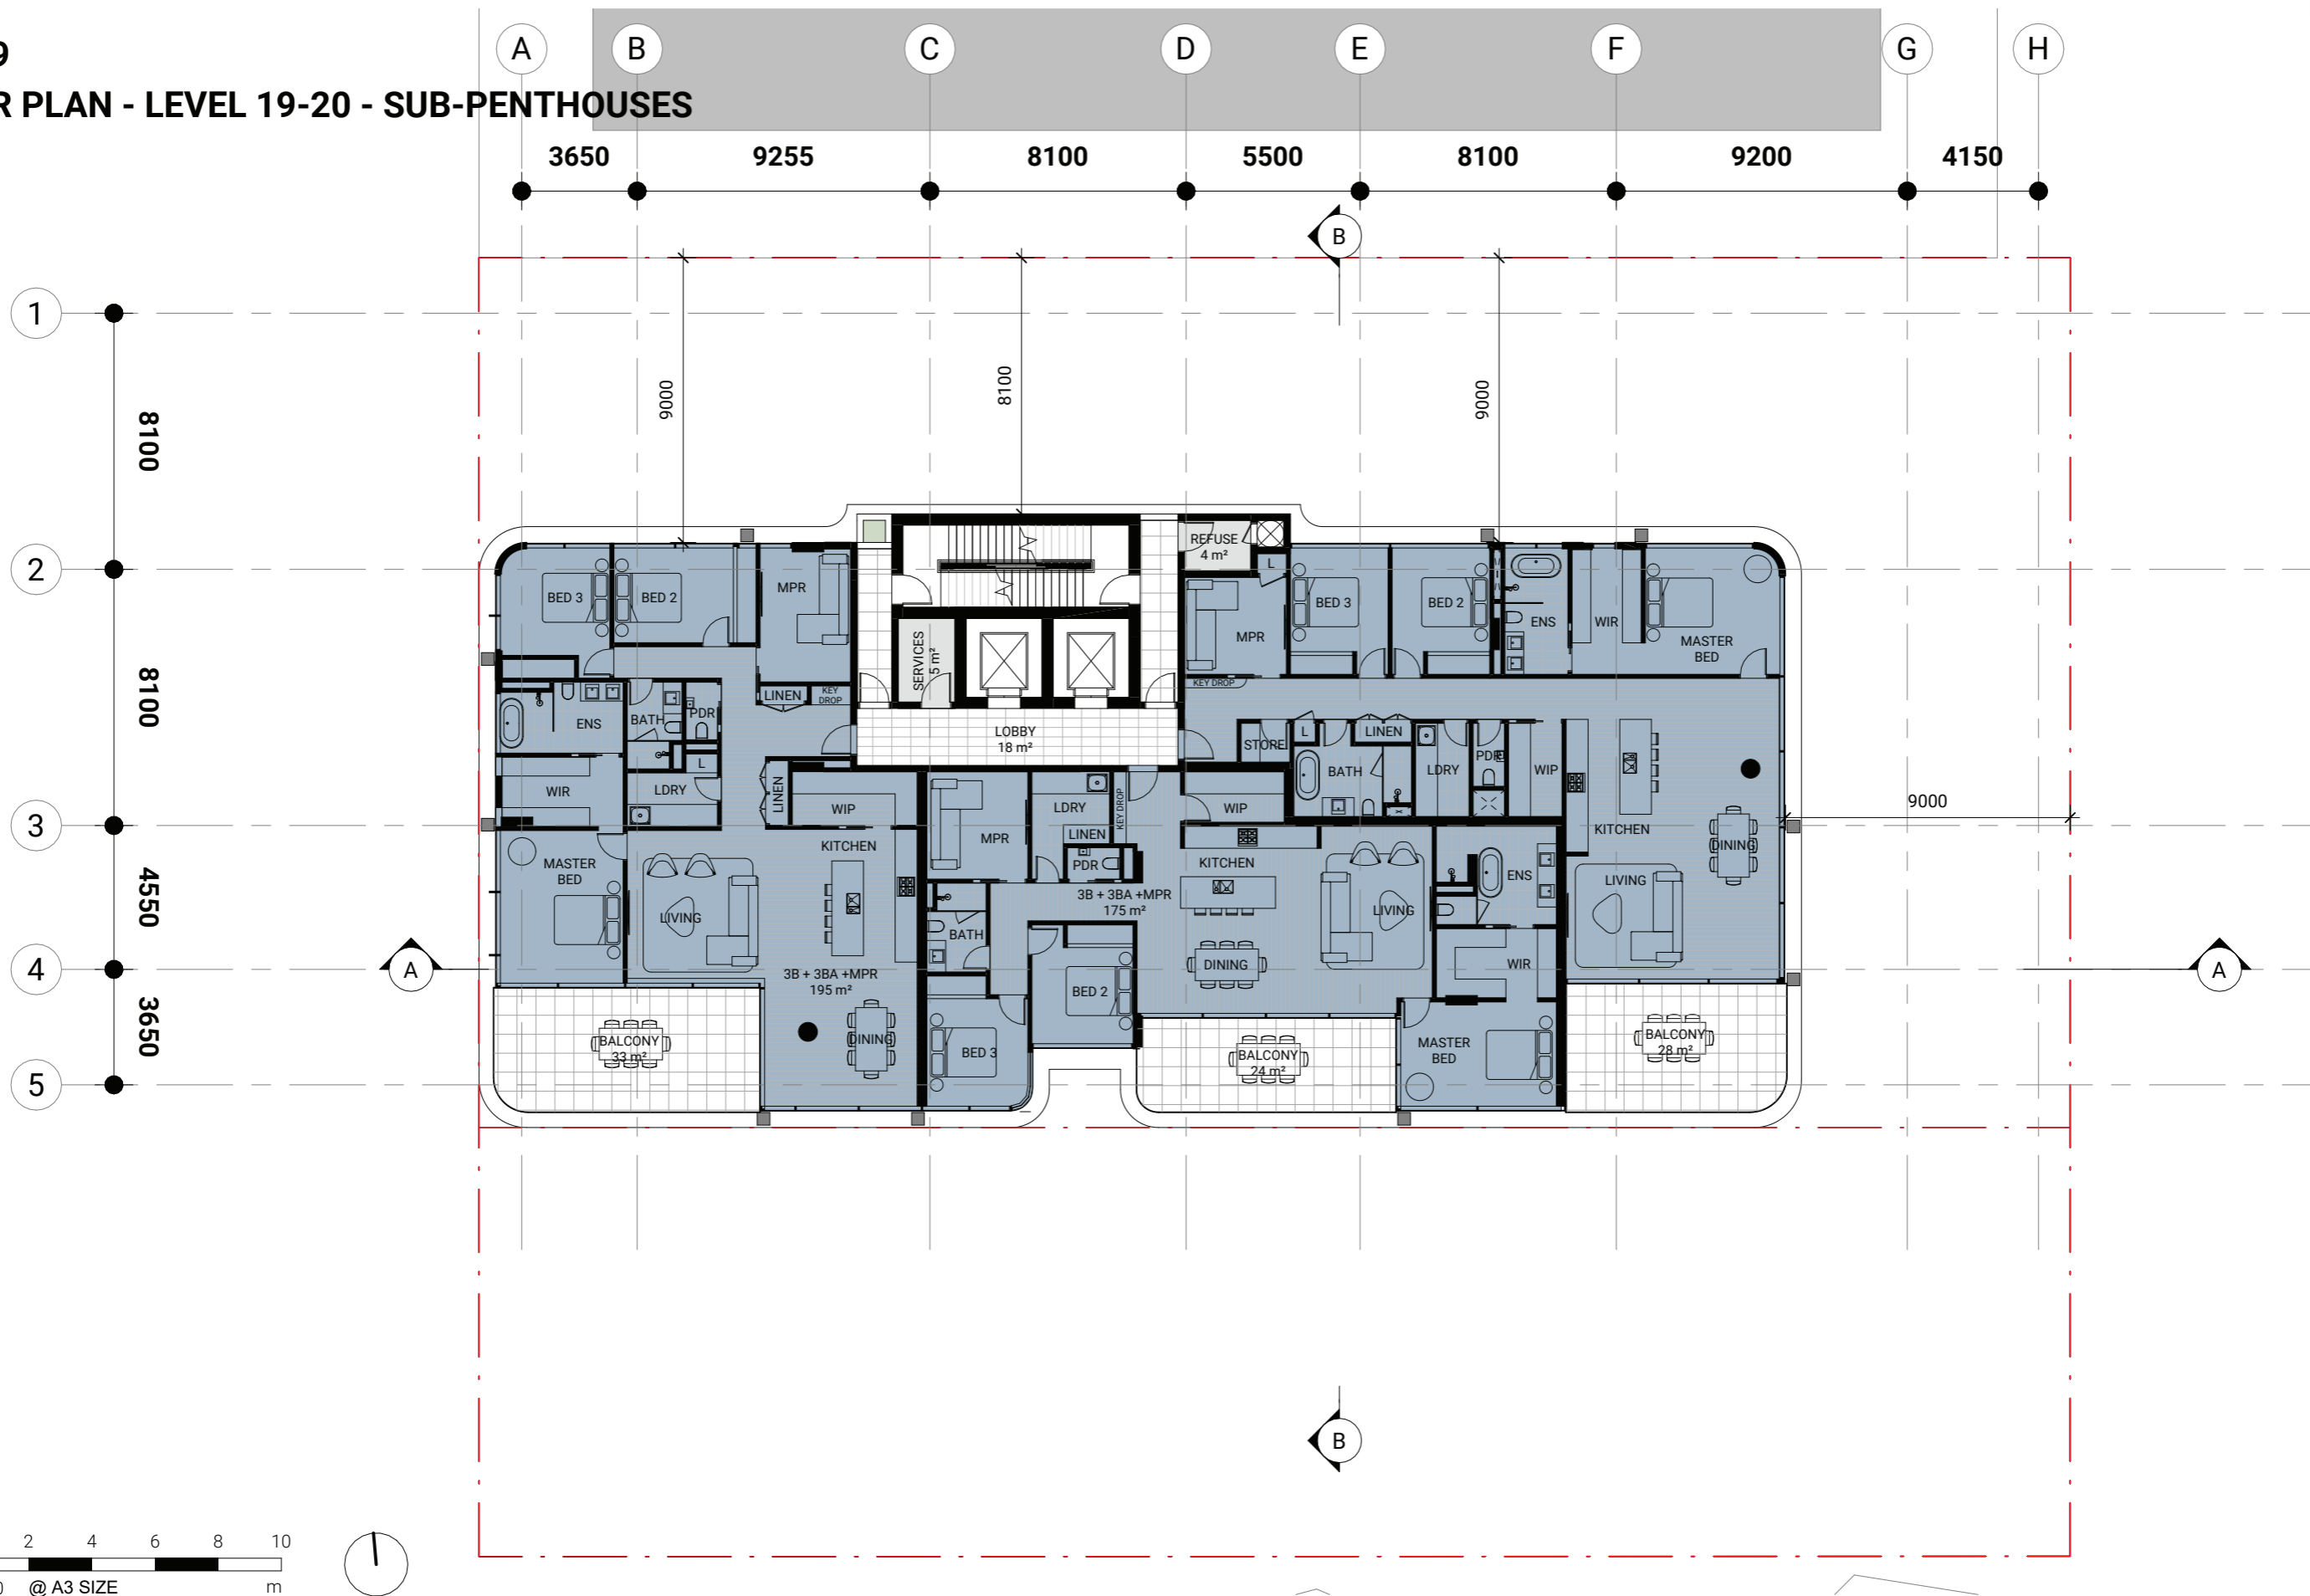 9
R PLAN - LEVEL 19-20 - SUB-PENTHOUSES
A B C D E F G H
3650 9255 8100 5500 8100 9200 4150
B
1
9000 8100 9000
8100
2
REFUSE
4 m²
L
BED 3 BED 2 MPR
MPR BED 3 BED 2 ENS WIR MASTER
BED
8100
SERVICES
5 m²
KEY DROP
LINEN KEY
DROP
ENS BATH PDR
LOBBY
18 m²
STORE L LINEN
L
BATH LDRY PDR WIP
WIR LDRY LINEN WIP
LDRY KEY DROP WIP
9000
3
KITCHEN MPR LINEN KITCHEN DINING
MASTER
BED
PDR KITCHEN ENS LIVING
4550
3B + 3BA +MPR
175 m²
LIVING LIVING
BATH
4
A
3B + 3BA +MPR
195 m²
DINING WIR
A
BED 2
3650
BALCONY
33 m²
DINING BED 3
BALCONY
24 m²
MASTER
BED
BALCONY
28 m²
5
B
2 4 6 8 10
0 @ A3 SIZE m